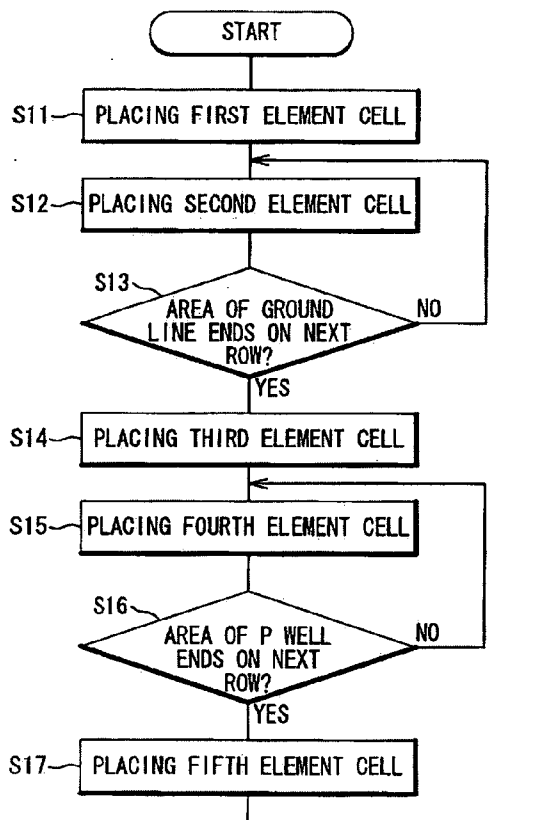 START
S11
PLACING FIRST ELEMENT CELL
S12
PLACING SECOND ELEMENT CELL
S13
AREA OF GROUND
LINE ENDS ON NEXT
ROW?
NO
YES
S14
PLACING THIRD ELEMENT CELL
S15
PLACING FOURTH ELEMENT CELL
S16
AREA OF P WELL
ENDS ON NEXT
ROW?
NO
YES
S17
PLACING FIFTH ELEMENT CELL